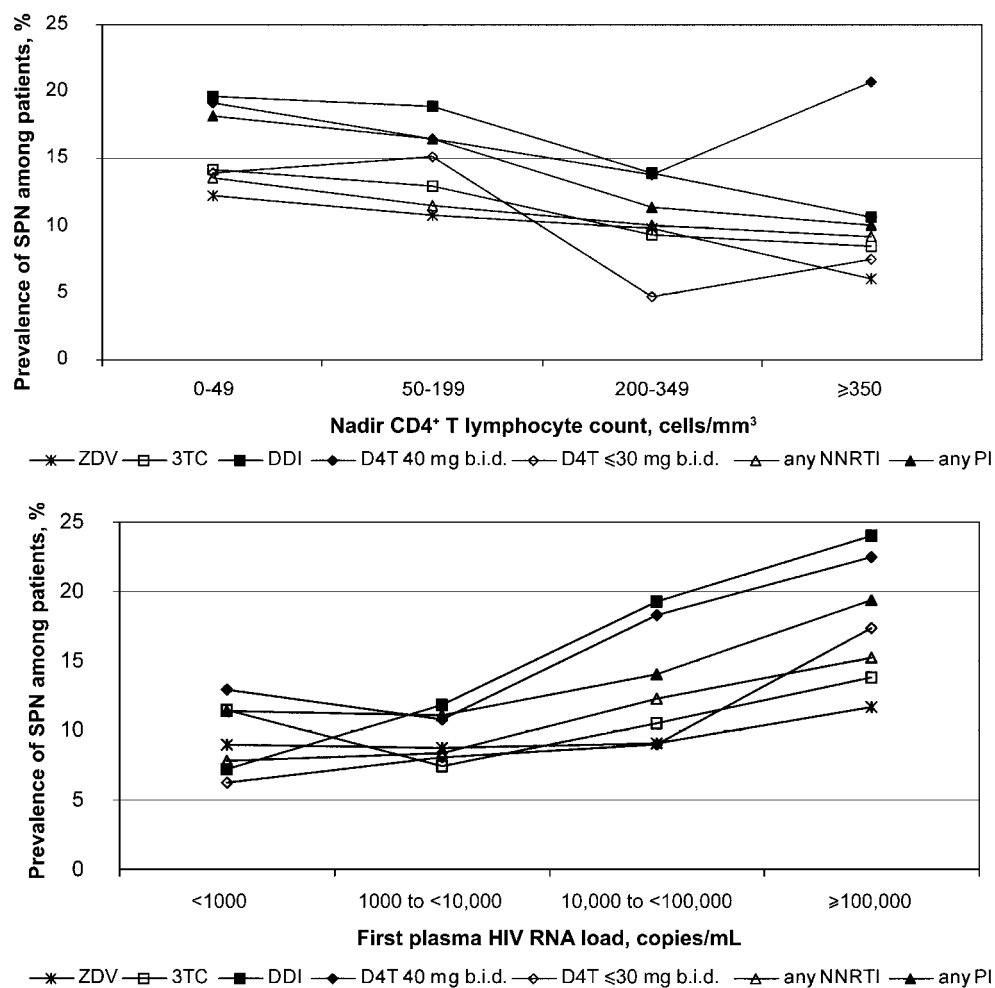 Prevalence of SPN among patients, %
25
20
15
10
5
0
0-49 50-199 200-349 ⩾350
Nadir CD4⁺ T lymphocyte count, cells/mm³
ZDV 3TC DDI D4T 40 mg b.i.d. D4T ⩽30 mg b.i.d. any NNRTI any PI
Prevalence of SPN among patients, %
25
20
15
10
5
0
<1000 1000 to <10,000 10,000 to <100,000 ⩾100,000
First plasma HIV RNA load, copies/mL
ZDV 3TC DDI D4T 40 mg b.i.d. D4T ⩽30 mg b.i.d. any NNRTI any PI